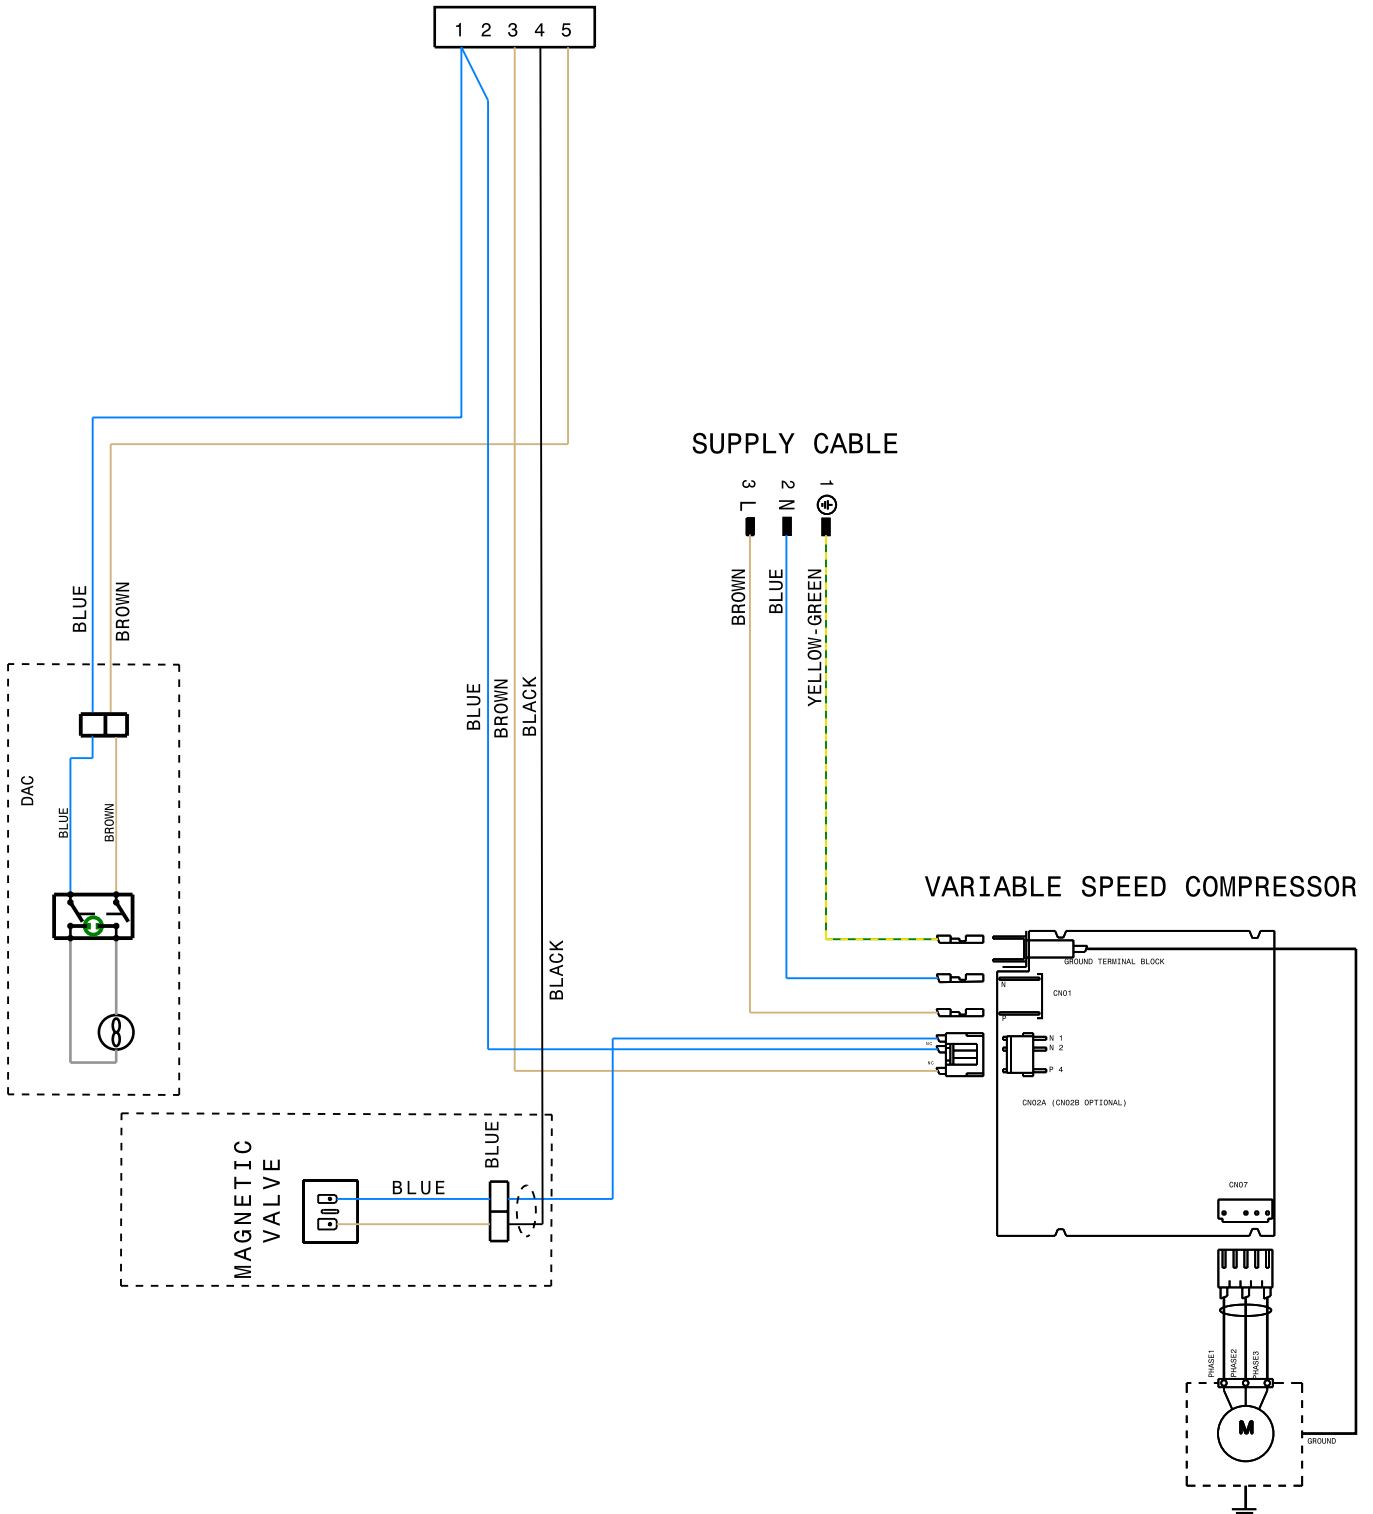 1 2 3 4 5
SUPPLY CABLE
3 L
2 N
1
BROWN
BLUE
YELLOW-GREEN
BLUE
BROWN
BLUE
BROWN
BLACK
DAC
BLUE
BROWN
VARIABLE SPEED COMPRESSOR
BLACK
GROUND TERMINAL BLOCK
N
CN01
P
NC
NC
N 1
N 2
P 4
CN02A (CN02B OPTIONAL)
MAGNETIC
VALVE
BLUE
BLUE
CN07
PHASE1
PHASE2
PHASE3
M
GROUND